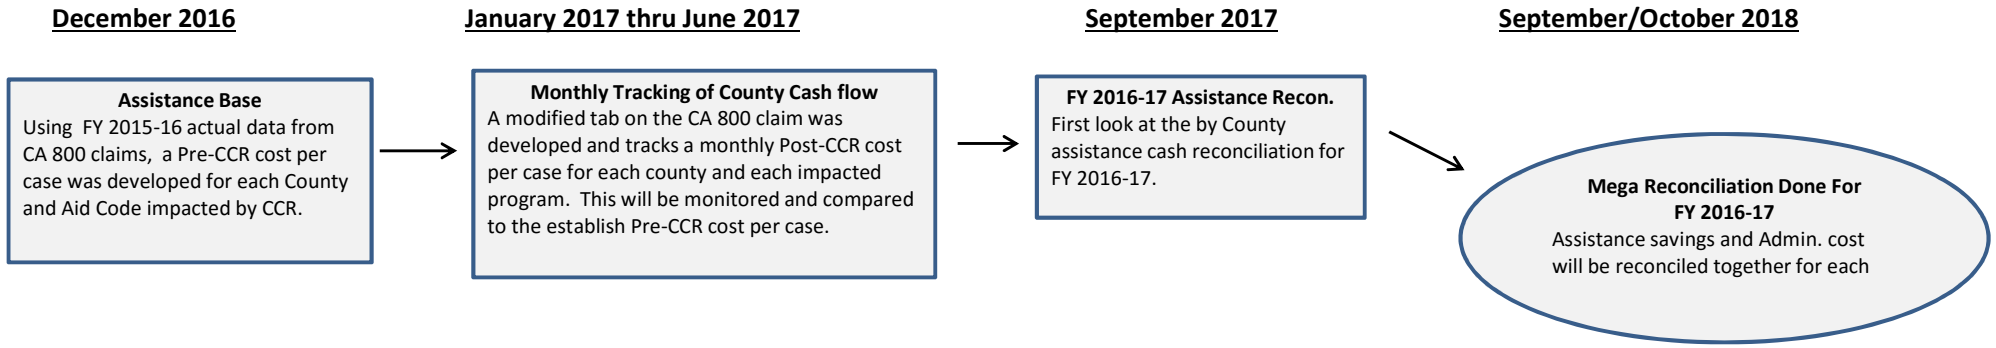 December 2016
January 2017 thru June 2017
September 2017
September/October 2018
Assistance Base
Using FY 2015-16 actual data from
CA 800 claims, a Pre-CCR cost per
case was developed for each County
and Aid Code impacted by CCR.
Monthly Tracking of County Cash flow
A modified tab on the CA 800 claim was
developed and tracks a monthly Post-CCR cost
per case for each county and each impacted
program. This will be monitored and compared
to the establish Pre-CCR cost per case.
FY 2016-17 Assistance Recon.
First look at the by County
assistance cash reconciliation for
FY 2016-17.
Mega Reconciliation Done For
FY 2016-17
Assistance savings and Admin. cost
will be reconciled together for each